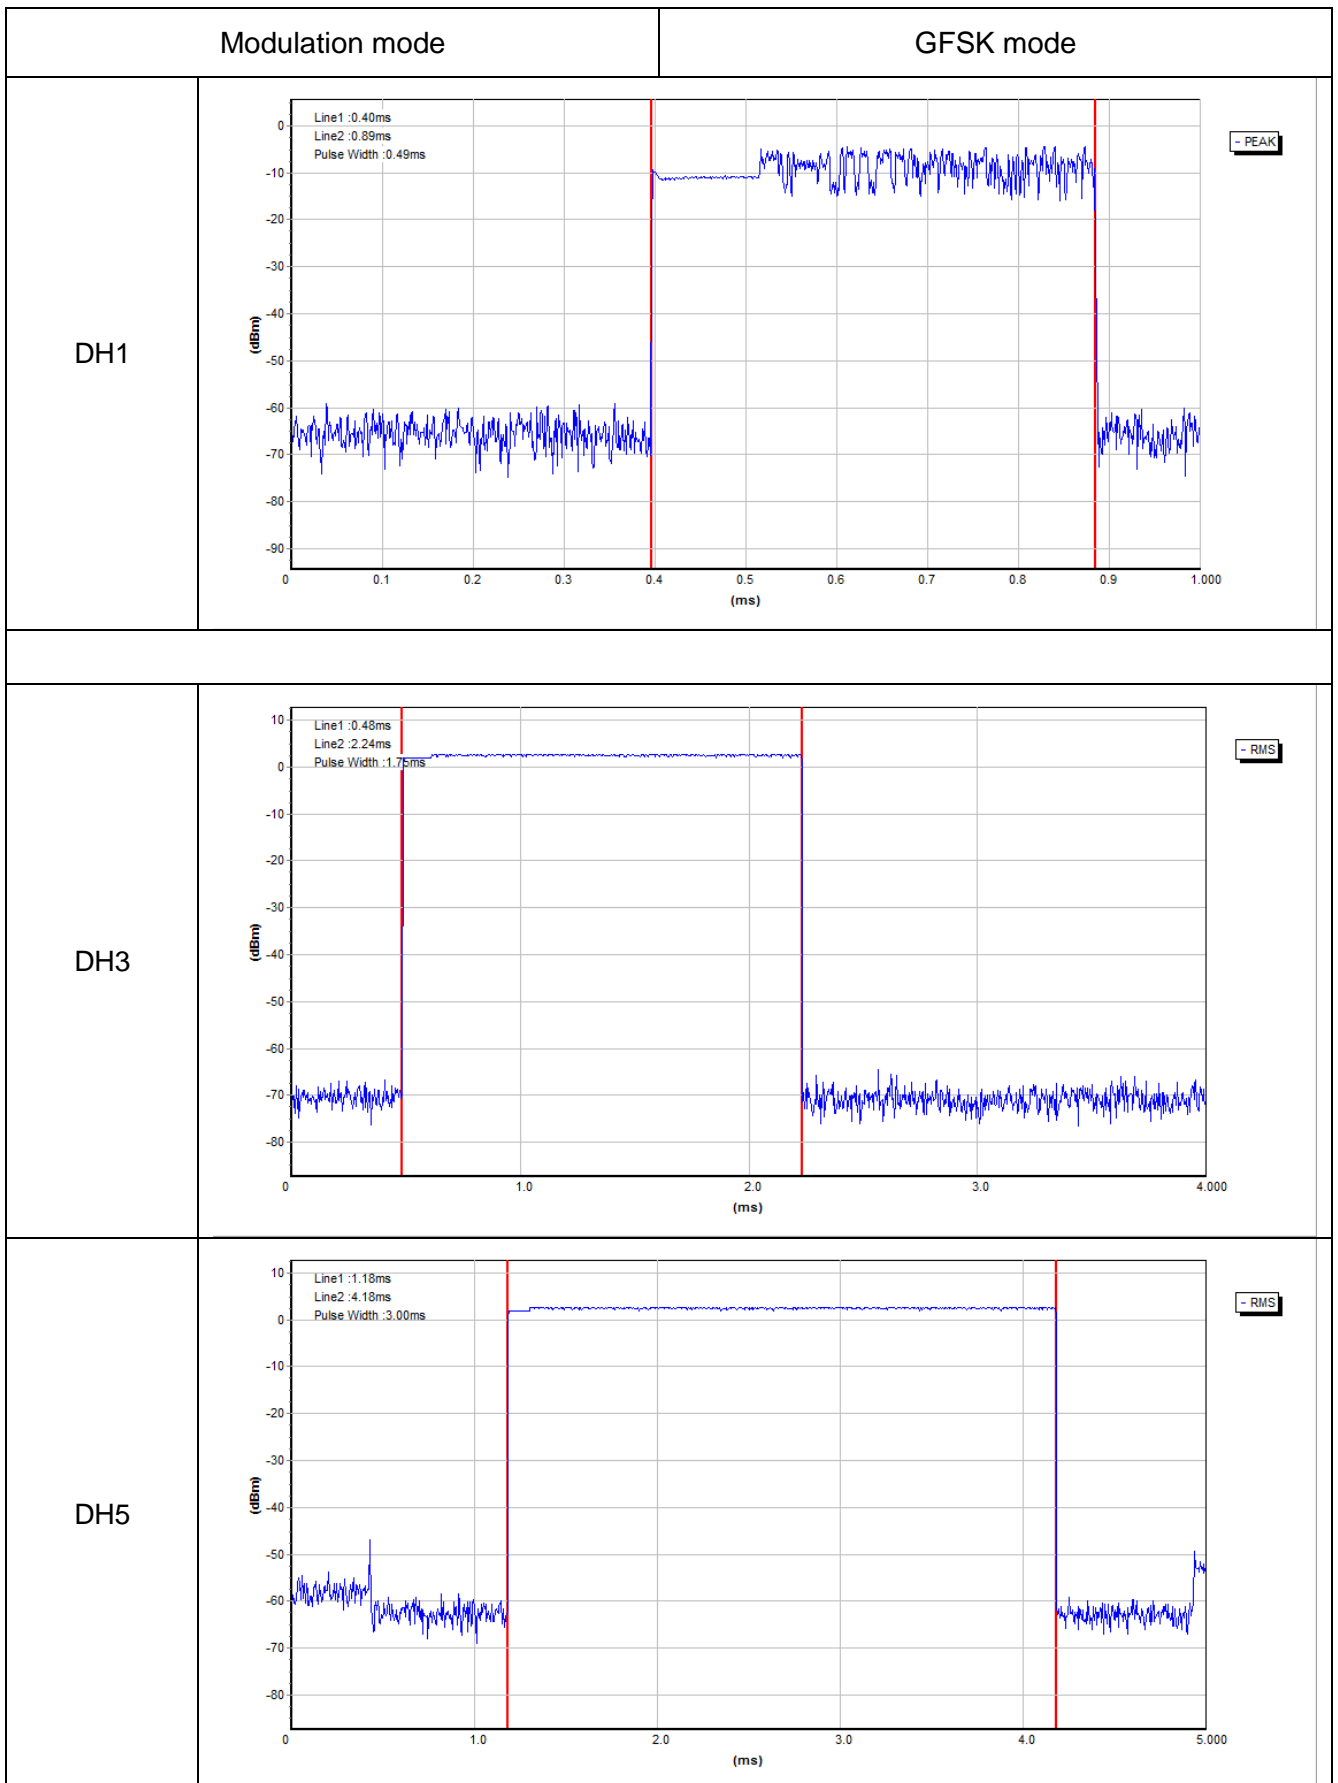 Modulation mode
GFSK mode
DH1
Line1 :0.40ms
Line2 :0.89ms
Pulse Width :0.49ms
- PEAK
0
-10
-20
-30
-40
-50
-60
-70
-80
-90
(dBm)
0 0.1 0.2 0.3 0.4 0.5 0.6 0.7 0.8 0.9 1.000
(ms)
DH3
Line1 :0.48ms
Line2 :2.24ms
Pulse Width :1.75ms
- RMS
10
0
-10
-20
-30
-40
-50
-60
-70
-80
(dBm)
0 1.0 2.0 3.0 4.000
(ms)
DH5
Line1 :1.18ms
Line2 :4.18ms
Pulse Width :3.00ms
- RMS
10
0
-10
-20
-30
-40
-50
-60
-70
-80
(dBm)
0 1.0 2.0 3.0 4.0 5.000
(ms)